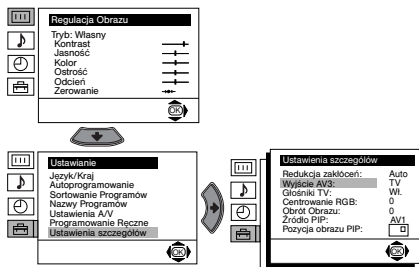 Regulacja Obrazu
Tryb: Własny
Kontrast
Jasność
Kolor
Ostrość
Odcień
Zerowanie
OK
Ustawianie
Język/Kraj
Autoprogramowanie
Sortowanie Programów
Nazwy Programów
Ustawienia A/V
Programowanie Ręczne
Ustawienia szczegółów
OK
Ustawienia szczegółów
Redukcja zakłóceń: Auto
Wyjście AV3: TV
Głośniki TV: Wł.
Centrowanie RGB: 0
Obrót Obrazu: 0
Źródło PIP: AV1
Pozycja obrazu PIP:
OK